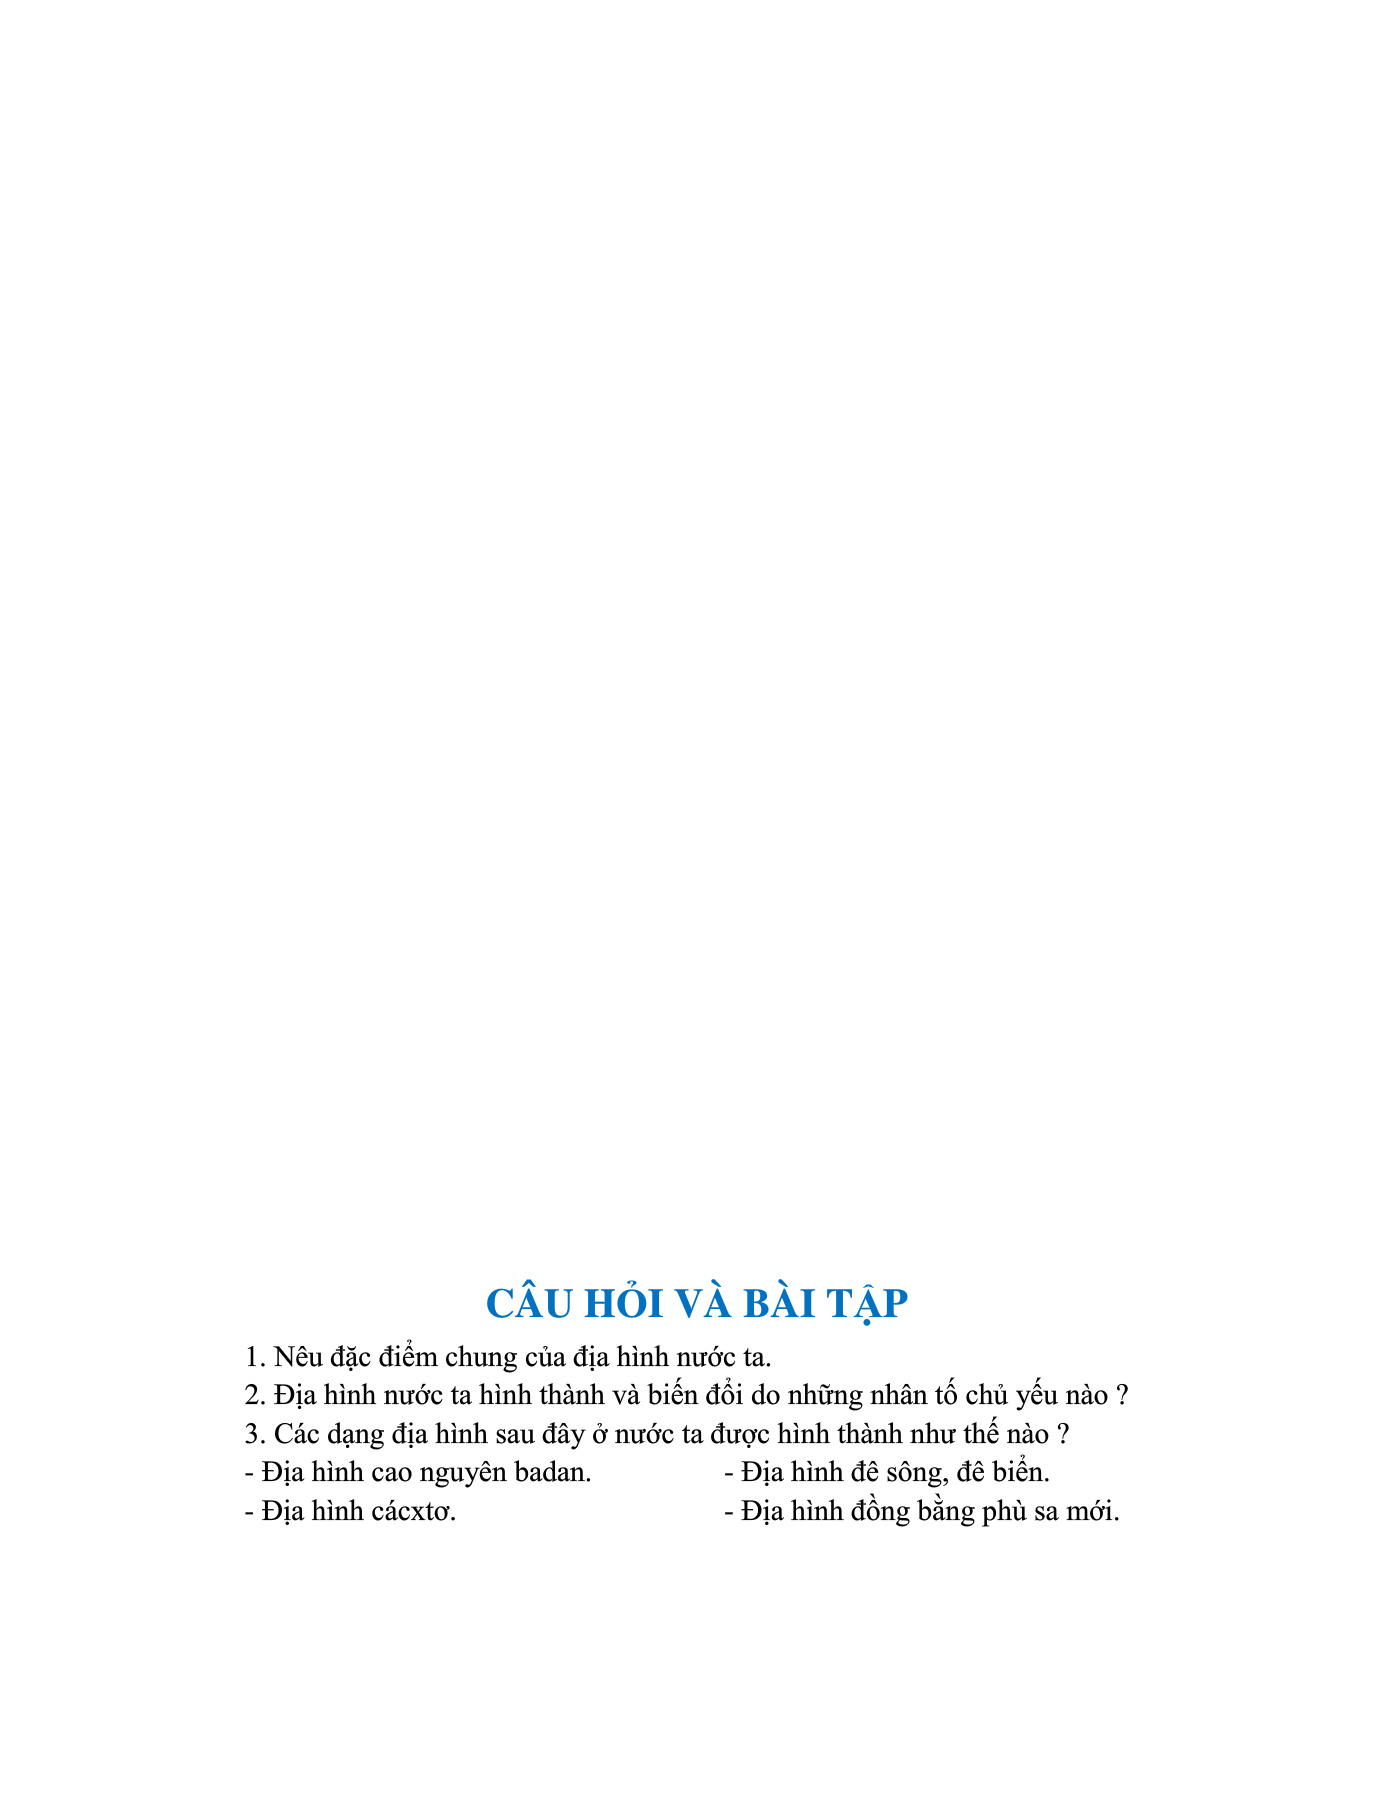 CÂU HỎI VÀ BÀI TẬP
1. Nêu đặc điểm chung của địa hình nước ta.
2. Địa hình nước ta hình thành và biến đổi do những nhân tố chủ yếu nào ?
3. Các dạng địa hình sau đây ở nước ta được hình thành như thế nào ?
- Địa hình cao nguyên badan. - Địa hình đê sông, đê biển.
- Địa hình cácxtơ. - Địa hình đồng bằng phù sa mới.